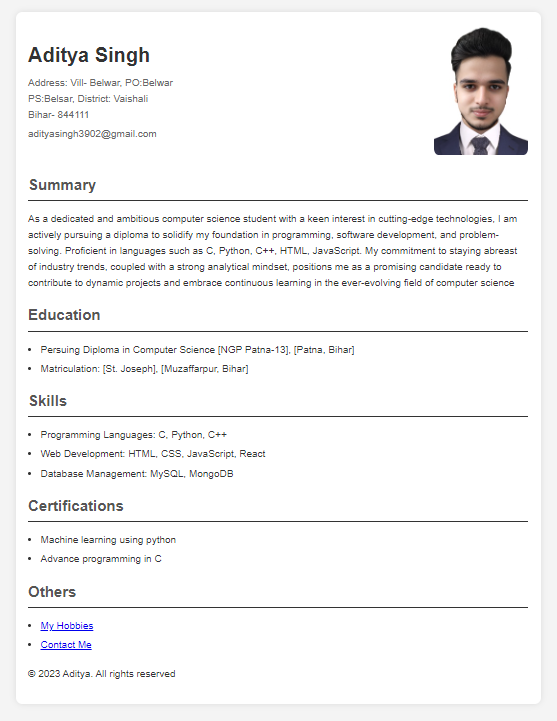 Aditya Singh
Address: Vill- Belwar, PO:Belwar
PS:Belsar, District: Vaishali
Bihar- 844111
adityasingh3902@gmail.com
Summary
As a dedicated and ambitious computer science student with a keen interest in cutting-edge technologies, I am
actively pursuing a diploma to solidify my foundation in programming, software development, and problem-
solving. Proficient in languages such as C, Python, C++, HTML, JavaScript. My commitment to staying abreast
of industry trends, coupled with a strong analytical mindset, positions me as a promising candidate ready to
contribute to dynamic projects and embrace continuous learning in the ever-evolving field of computer science
Education
• Persuing Diploma in Computer Science [NGP Patna-13], [Patna, Bihar]
• Matriculation: [St. Joseph], [Muzaffarpur, Bihar]
Skills
• Programming Languages: C, Python, C++
• Web Development: HTML, CSS, JavaScript, React
• Database Management: MySQL, MongoDB
Certifications
• Machine learning using python
• Advance programming in C
Others
• My Hobbies
• Contact Me
© 2023 Aditya. All rights reserved